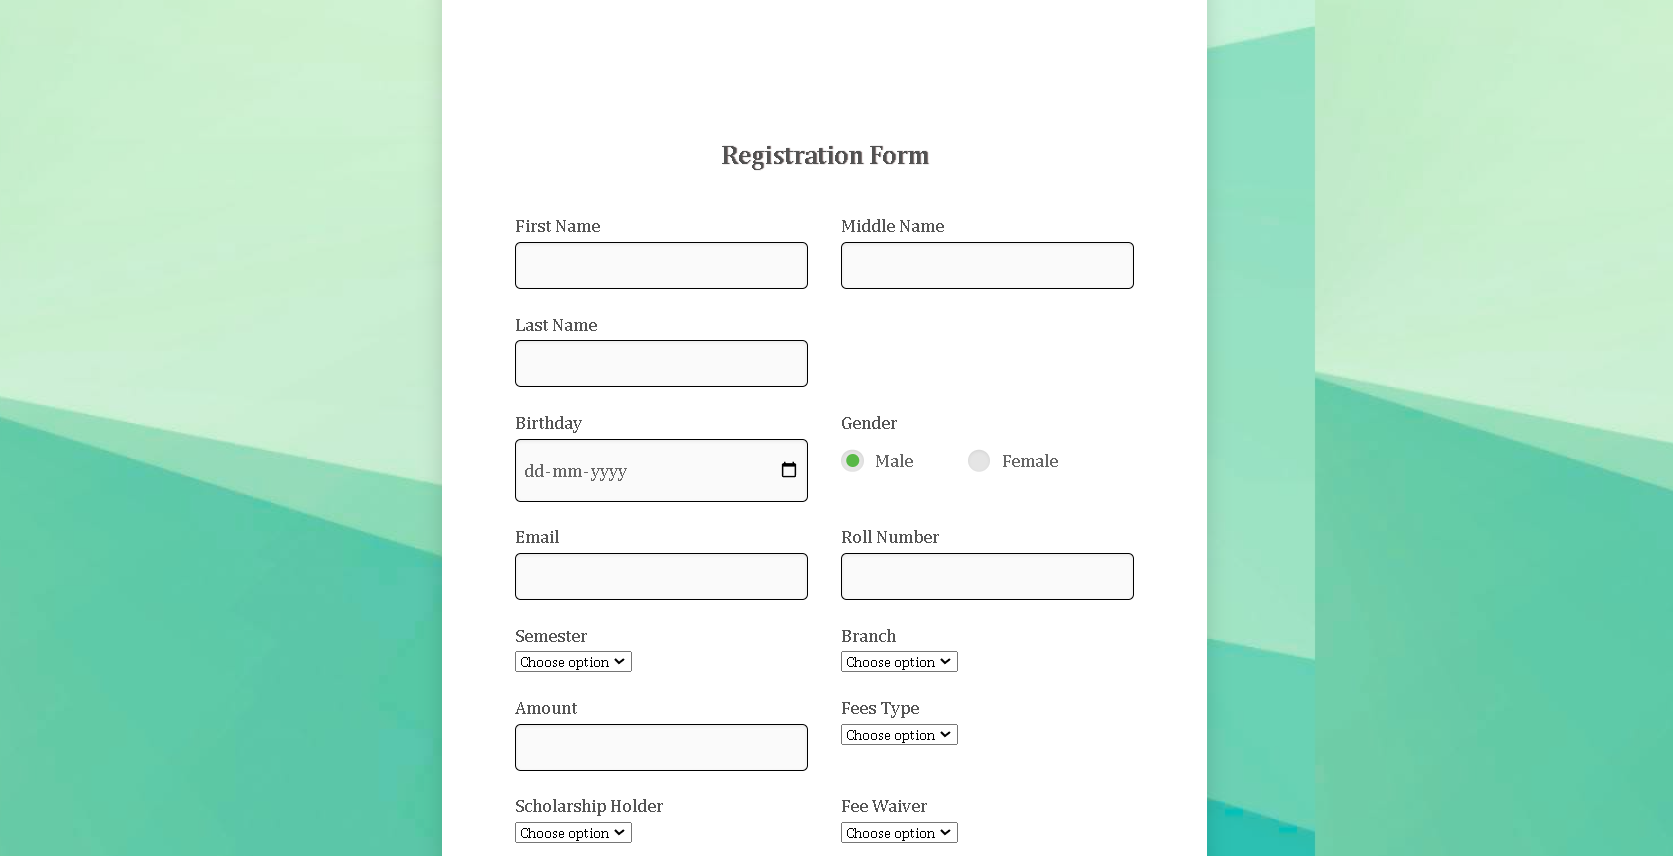 Registration Form
First Name
Middle Name
Last Name
Birthday
Gender
dd-mm-yyyy
Male
Female
Email
Roll Number
Semester
Branch
Choose option
Choose option
Amount
Fees Type
Choose option
Scholarship Holder
Fee Waiver
Choose option
Choose option